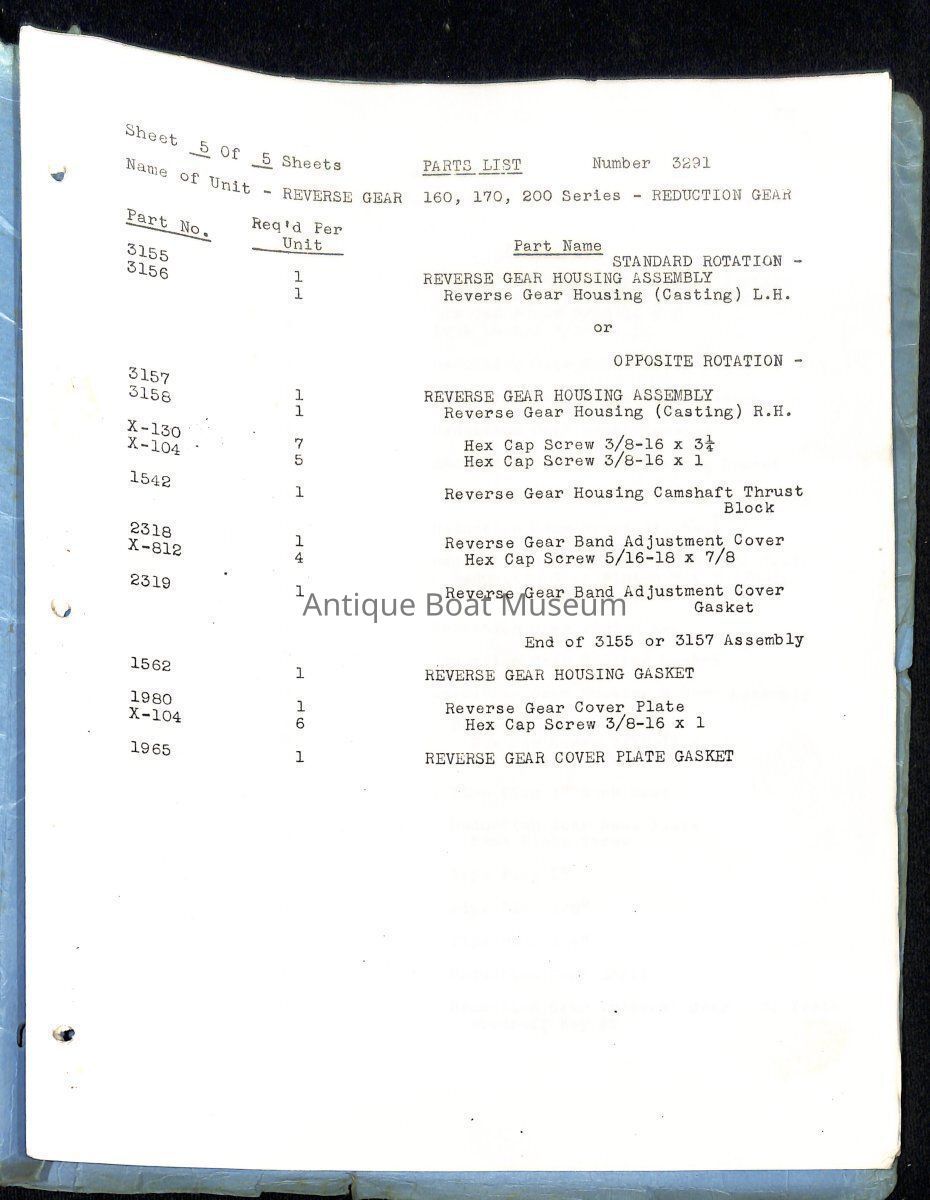 Sheet 5 Of 5 Sheets PARTS LIST Number 3291
Name of Unit - REVERSE GEAR 160, 170, 200 Series - REDUCTION GEAR
Part No. Req'd Per Unit Part Name
STANDARD ROTATION -
3155 1 REVERSE GEAR HOUSING ASSEMBLY
3156 1 Reverse Gear Housing (Casting) L.H.
or
OPPOSITE ROTATION -
3157 1 REVERSE GEAR HOUSING ASSEMBLY
3158 1 Reverse Gear Housing (Casting) R.H.
X-130 7 Hex Cap Screw 3/8-16 x 3¼
X-104 5 Hex Cap Screw 3/8-16 x 1
1542 1 Reverse Gear Housing Camshaft Thrust
Block
2318 1 Reverse Gear Band Adjustment Cover
X-812 4 Hex Cap Screw 5/16-18 x 7/8
2319 1 Reverse Gear Band Adjustment Cover
Gasket
Antique Boat Museum
End of 3155 or 3157 Assembly
1562 1 REVERSE GEAR HOUSING GASKET
1980 1 Reverse Gear Cover Plate
X-104 6 Hex Cap Screw 3/8-16 x 1
1965 1 REVERSE GEAR COVER PLATE GASKET